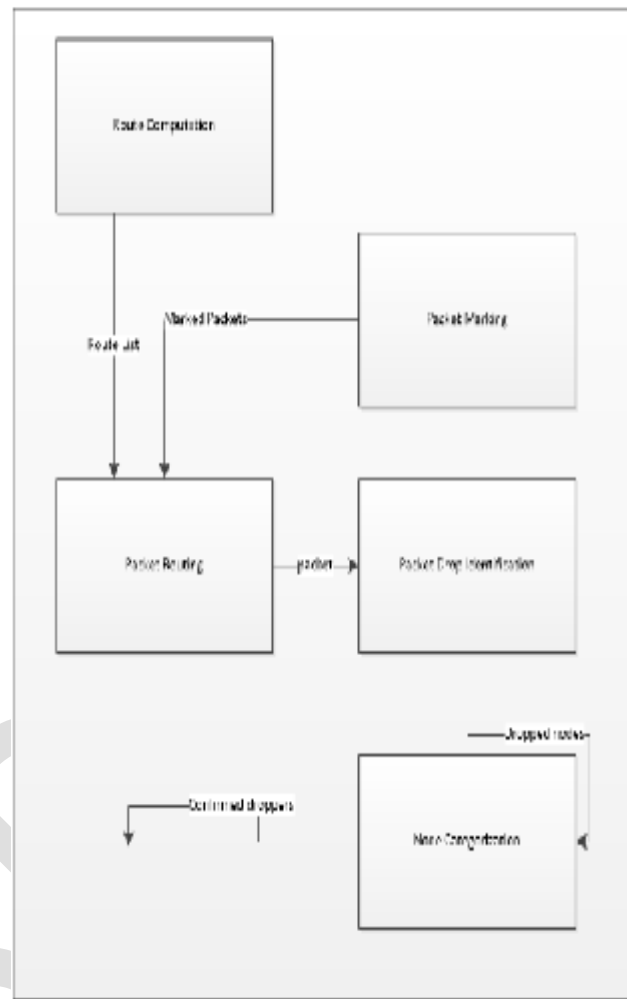 Route Computation
Packet Marking
Marked Packets
Route List
Packet Routing
packet
Packet Drop Identification
Dropped nodes
Confirmed droppers
Node Categorization